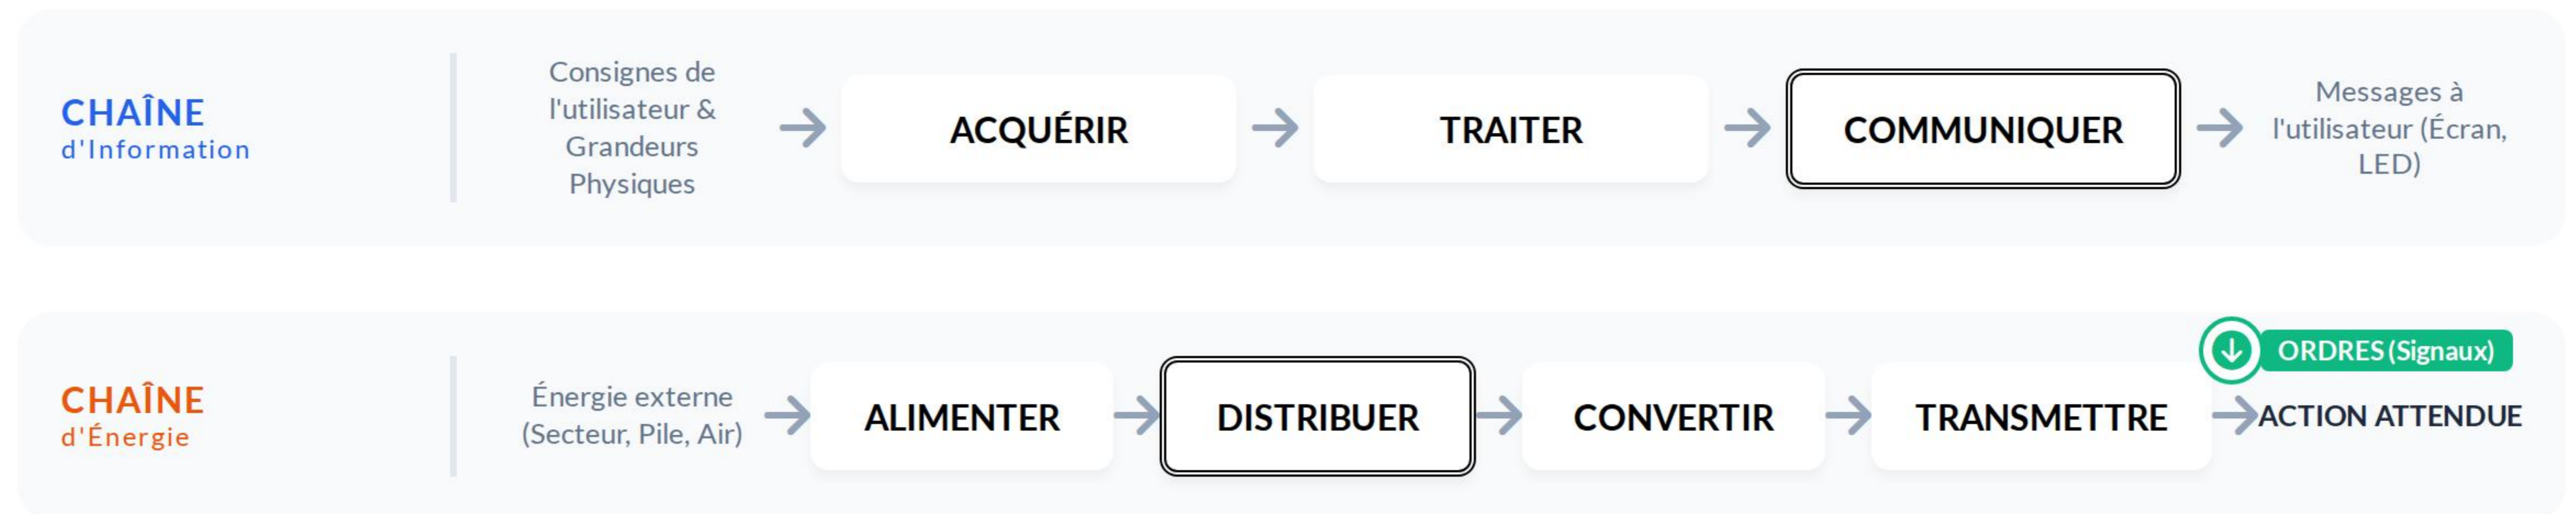 CHAÎNE
d'Information
Consignes de
l'utilisateur &
Grandeurs
Physiques
ACQUÉRIR
TRAITER
COMMUNIQUER
Messages à
l'utilisateur (Écran,
LED)
CHAÎNE
d'Énergie
Énergie externe
(Secteur, Pile, Air)
ALIMENTER
DISTRIBUER
CONVERTIR
TRANSMETTRE
ORDRES (Signaux)
ACTION ATTENDUE